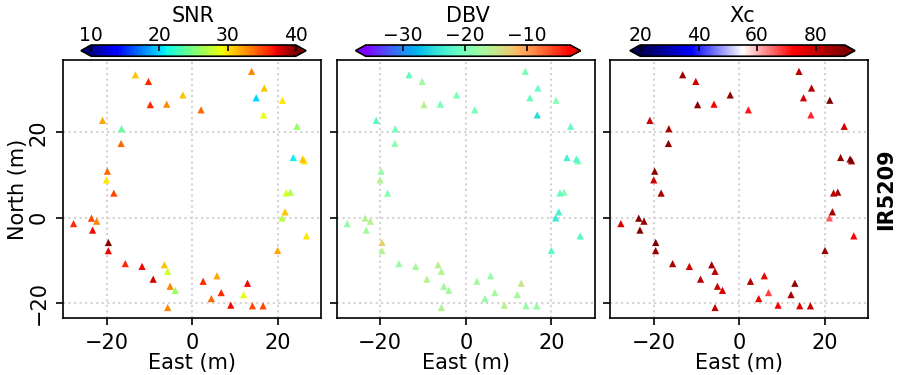 SNR DBV Xc
10 20 30 40 −30 −20 −10 20 40 60 80
North (m)
20
0
−20
IR5209
−20 0 20 −20 0 20 −20 0 20
East (m) East (m) East (m)